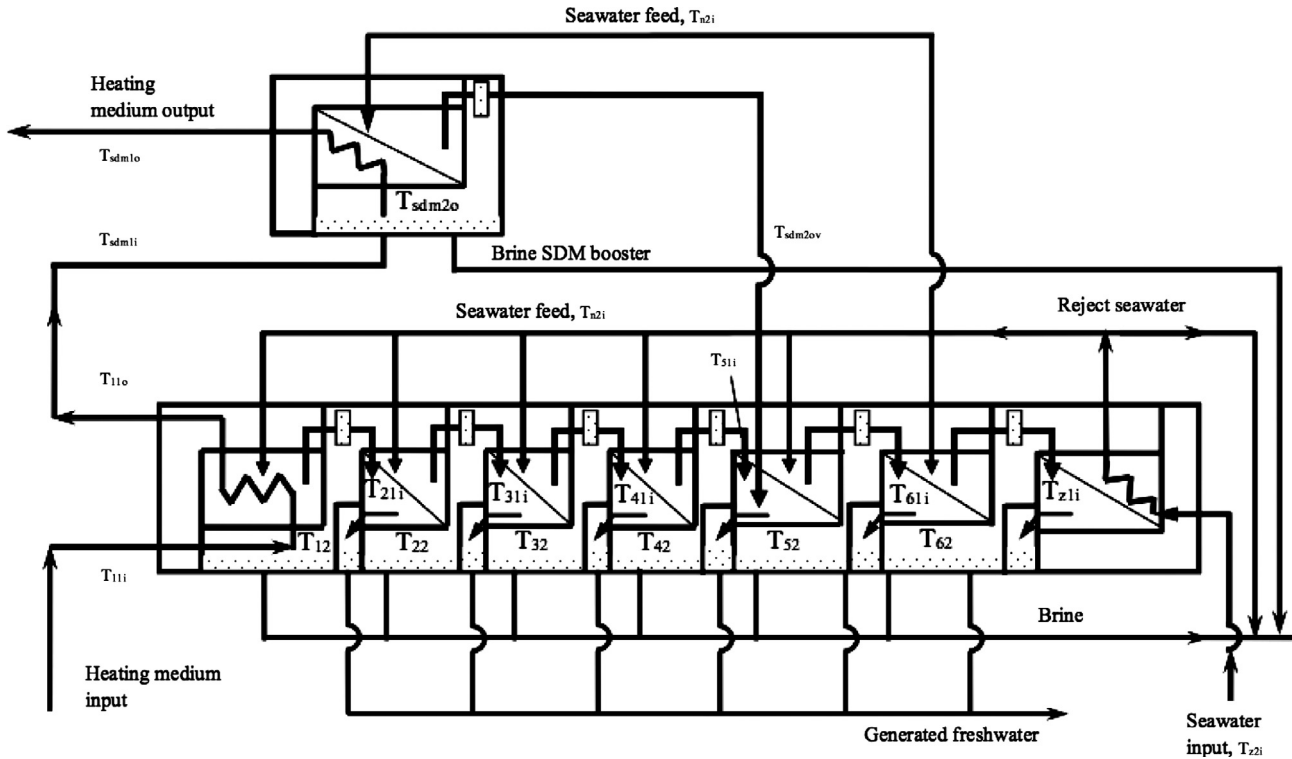 Seawater feed, Tn2i
Heating
medium output
Tsdm1o
Tsdm2o
Tsdm1i
Tsdm2ov
Brine SDM booster
Seawater feed, Tn2i
Reject seawater
T51i
T11o
T21i
T31i
T41i
T61i
Tz1i
T12
T22
T32
T42
T52
T62
T11i
Brine
Heating medium
input
Generated freshwater
Seawater
input, Tz2i